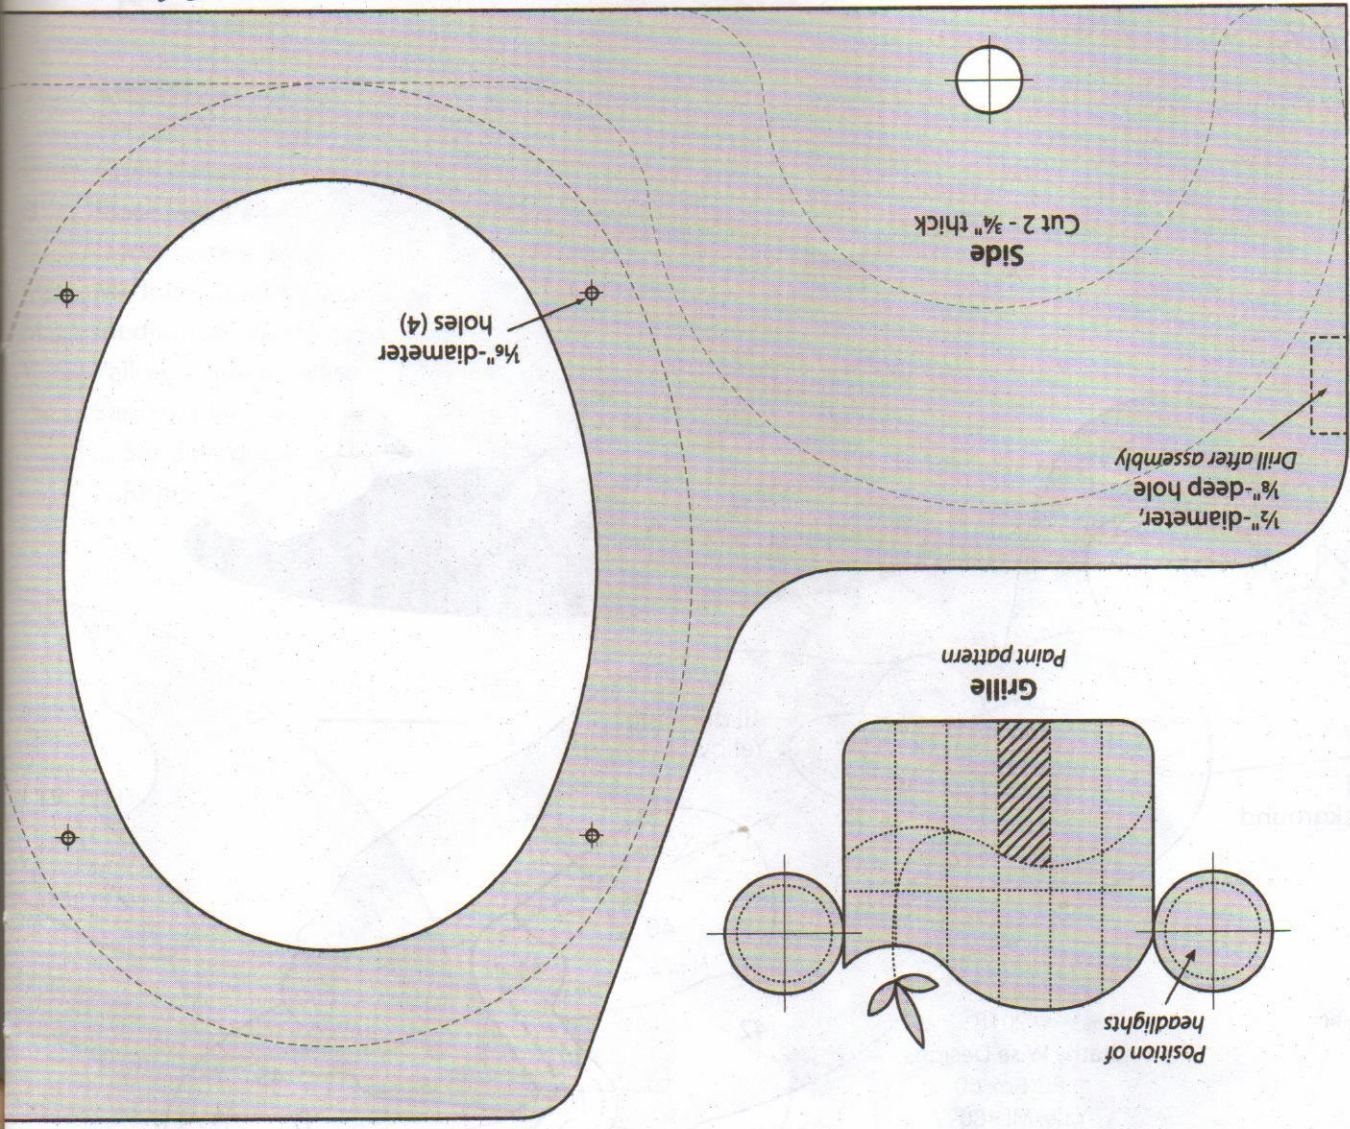 Position of
headlights
Grille
Paint pattern
½"-diameter,
⅛"-deep hole
Drill after assembly
1⁄16"-diameter
holes (4)
Side
Cut 2 - ¾" thick